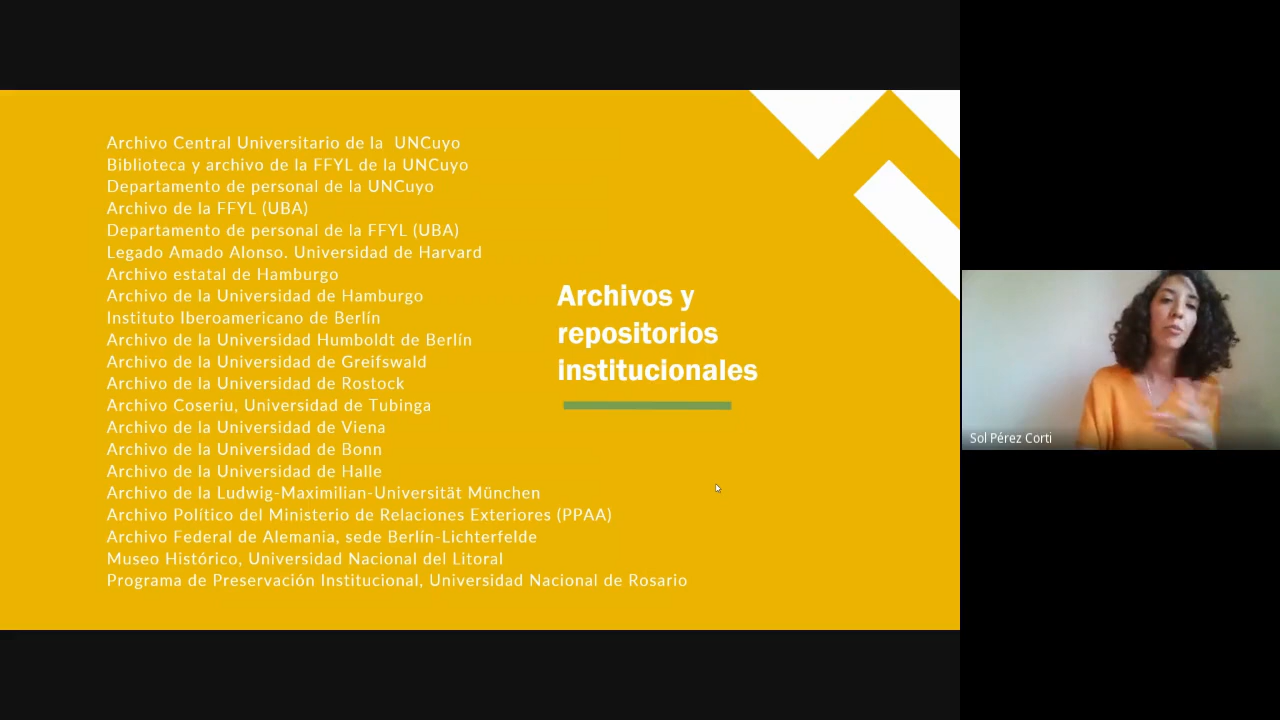 Archivo Central Universitario de la UNCuyo
Biblioteca y archivo de la FFYL de la UNCuyo
Departamento de personal de la UNCuyo
Archivo de la FFYL (UBA)
Departamento de personal de la FFYL (UBA)
Legado Amado Alonso. Universidad de Harvard
Archivo estatal de Hamburgo
Archivo de la Universidad de Hamburgo
Instituto Iberoamericano de Berlín
Archivo de la Universidad Humboldt de Berlín
Archivo de la Universidad de Greifswald
Archivo de la Universidad de Rostock
Archivo Coseriu, Universidad de Tubinga
Archivo de la Universidad de Viena
Archivo de la Universidad de Bonn
Archivo de la Universidad de Halle
Archivo de la Ludwig-Maximilian-Universität München
Archivo Político del Ministerio de Relaciones Exteriores (PPAA)
Archivo Federal de Alemania, sede Berlín-Lichterfelde
Museo Histórico, Universidad Nacional del Litoral
Programa de Preservación Institucional, Universidad Nacional de Rosario
Archivos y
repositorios
institucionales
Sol Pérez Corti